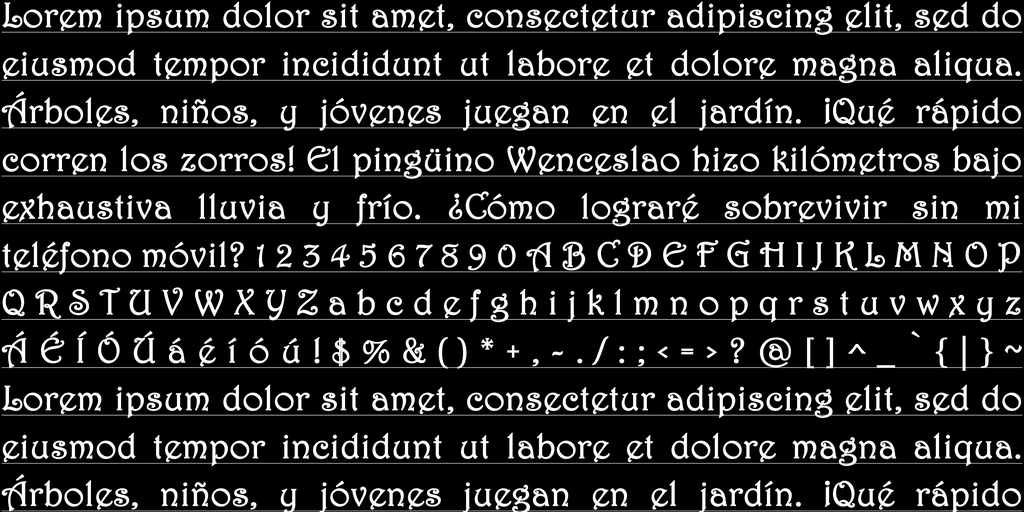 Lorem ipsum dolor sit amet, consectetur adipiscing elit, sed do
eiusmod tempor incididunt ut labore et dolore magna aliqua.
Árboles, niños, y jóvenes juegan en el jardín. ¡Qué rápido
corren los zorros! El pingüino Wenceslao hizo kilómetros bajo
exhaustiva lluvia y frío. ¿Cómo lograré sobrevivir sin mi
teléfono móvil? 1 2 3 4 5 6 7 8 9 0 A B C D E F G H I J K L M N O P
Q R S T U V W X Y Z a b c d e f g h i j k l m n o p q r s t u v w x y z
Á É Í Ó Ú á é í ó ú ! $ % & ( ) * + , - . / : ; < = > ? @ [ ] ^ _ ` { | } ~
Lorem ipsum dolor sit amet, consectetur adipiscing elit, sed do
eiusmod tempor incididunt ut labore et dolore magna aliqua.
Árboles, niños, y jóvenes juegan en el jardín. ¡Qué rápido